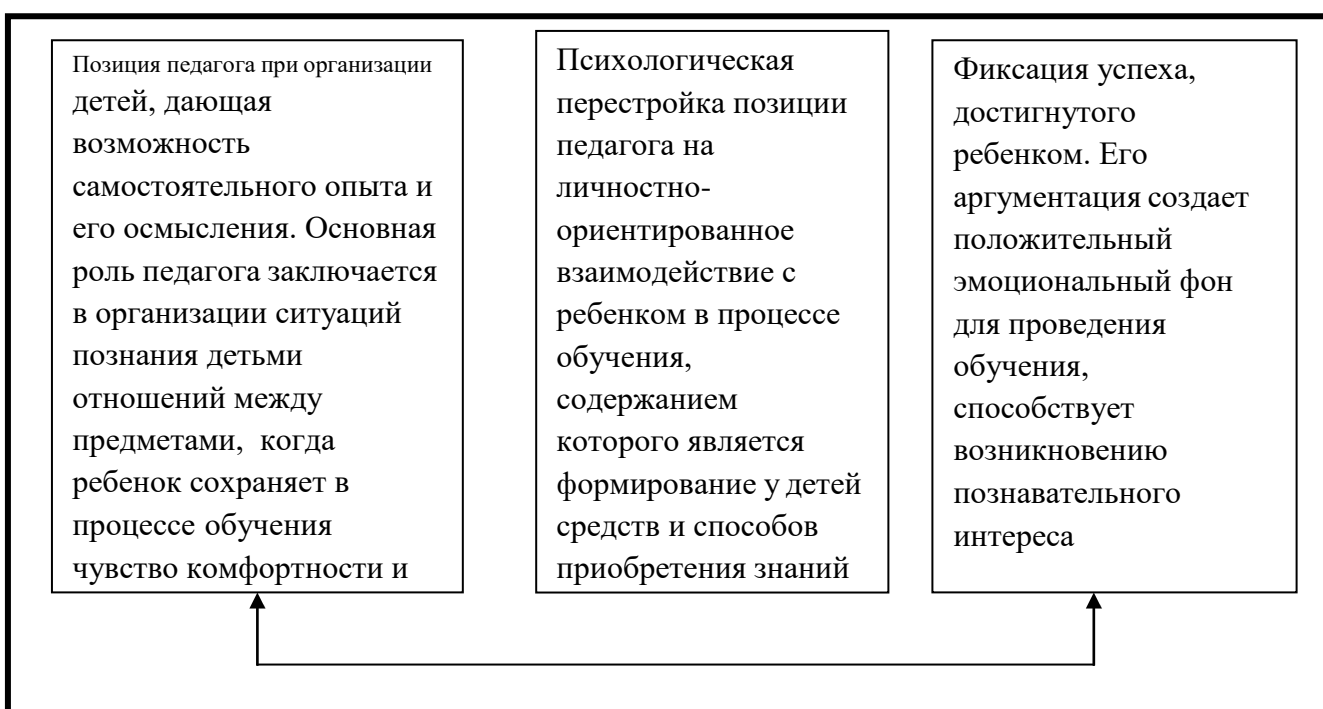 Позиция педагога при организации
детей, дающая
возможность
самостоятельного опыта и
его осмысления. Основная
роль педагога заключается
в организации ситуаций
познания детьми
отношений между
предметами, когда
ребенок сохраняет в
процессе обучения
чувство комфортности и
Психологическая
перестройка позиции
педагога на
личностно-
ориентированное
взаимодействие с
ребенком в процессе
обучения,
содержанием
которого является
формирование у детей
средств и способов
приобретения знаний
Фиксация успеха,
достигнутого
ребенком. Его
аргументация создает
положительный
эмоциональный фон
для проведения
обучения,
способствует
возникновению
познавательного
интереса